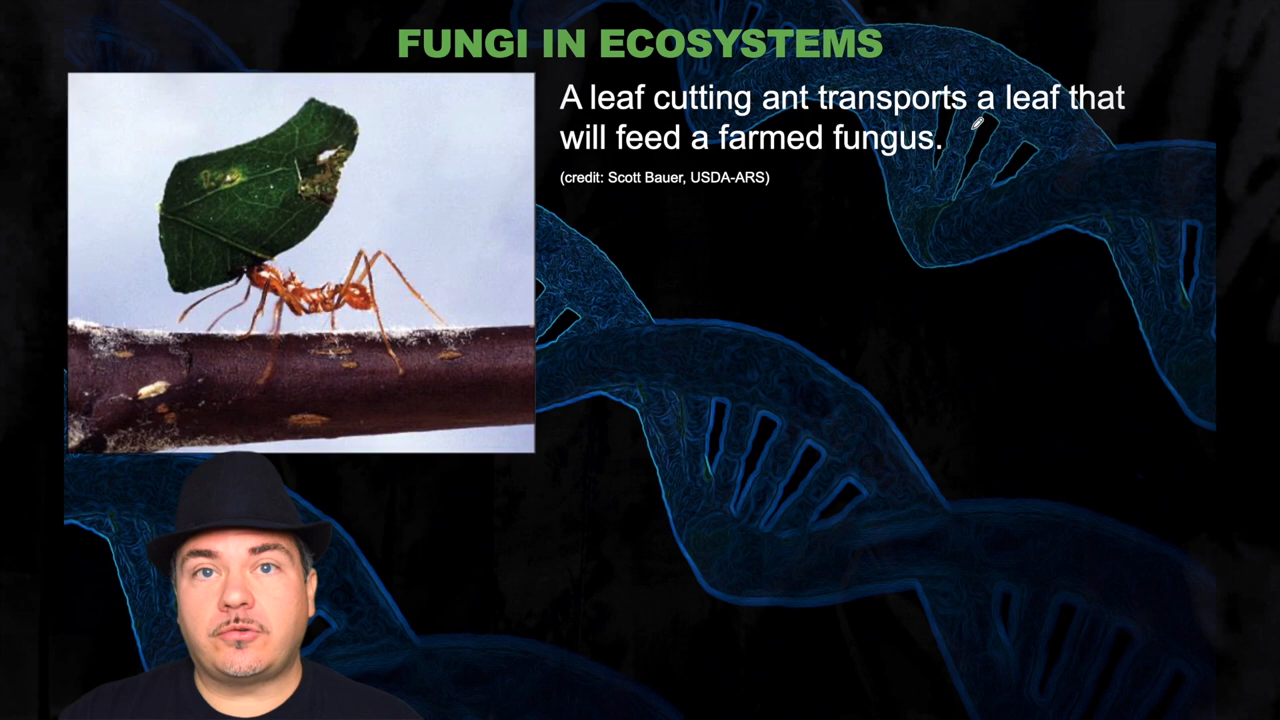 FUNGI IN ECOSYSTEMS
A leaf cutting ant transports a leaf that
will feed a farmed fungus.
(credit: Scott Bauer, USDA-ARS)